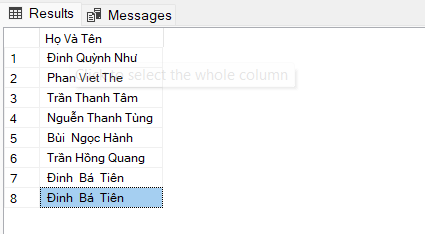 Results Messages
Họ Và Tên
1 Đinh Quỳnh Như
2 Phan Viet The
to select the whole column
3 Trần Thanh Tâm
4 Nguễn Thanh Tùng
5 Bùi Ngọc Hành
6 Trần Hồng Quang
7 Đinh Bá Tiên
8 Đinh Bá Tiên